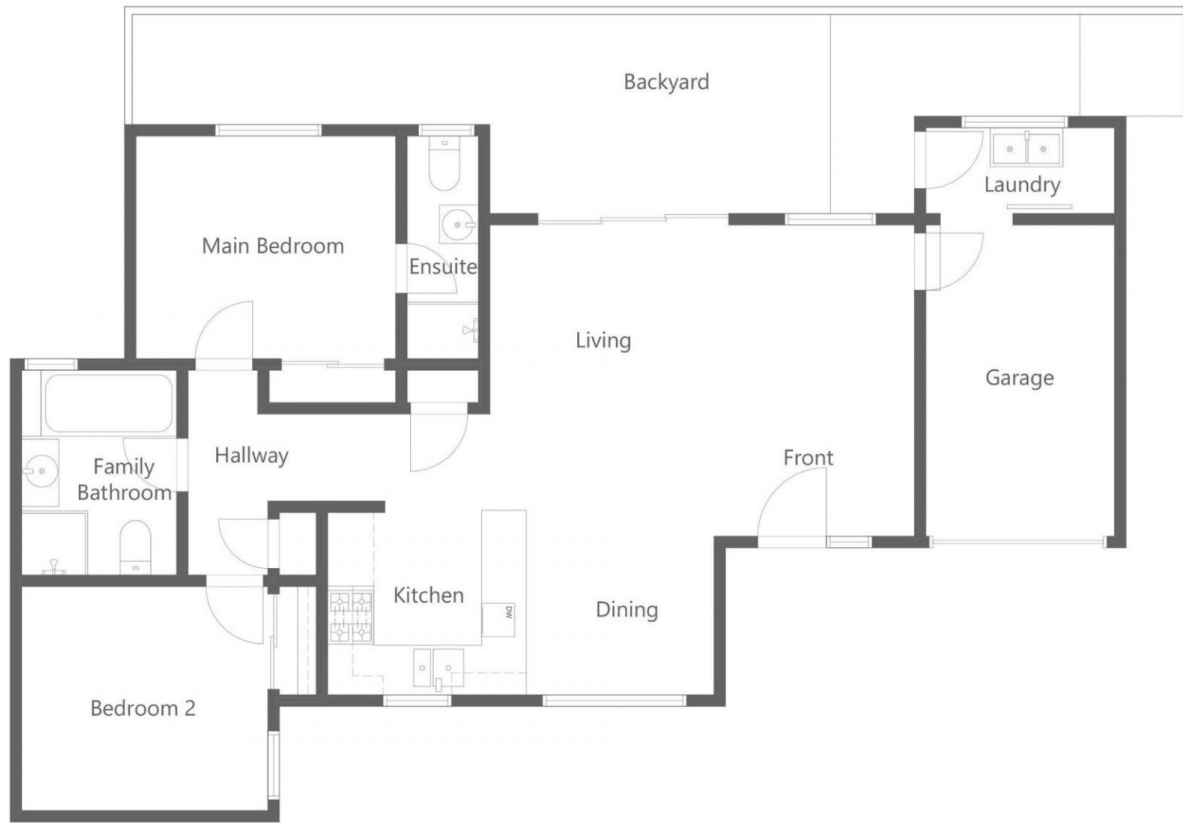 Backyard
Laundry
Main Bedroom
Ensuite
Living
Garage
Front
Hallway
Family
Bathroom
Kitchen
DW
Dining
Bedroom 2